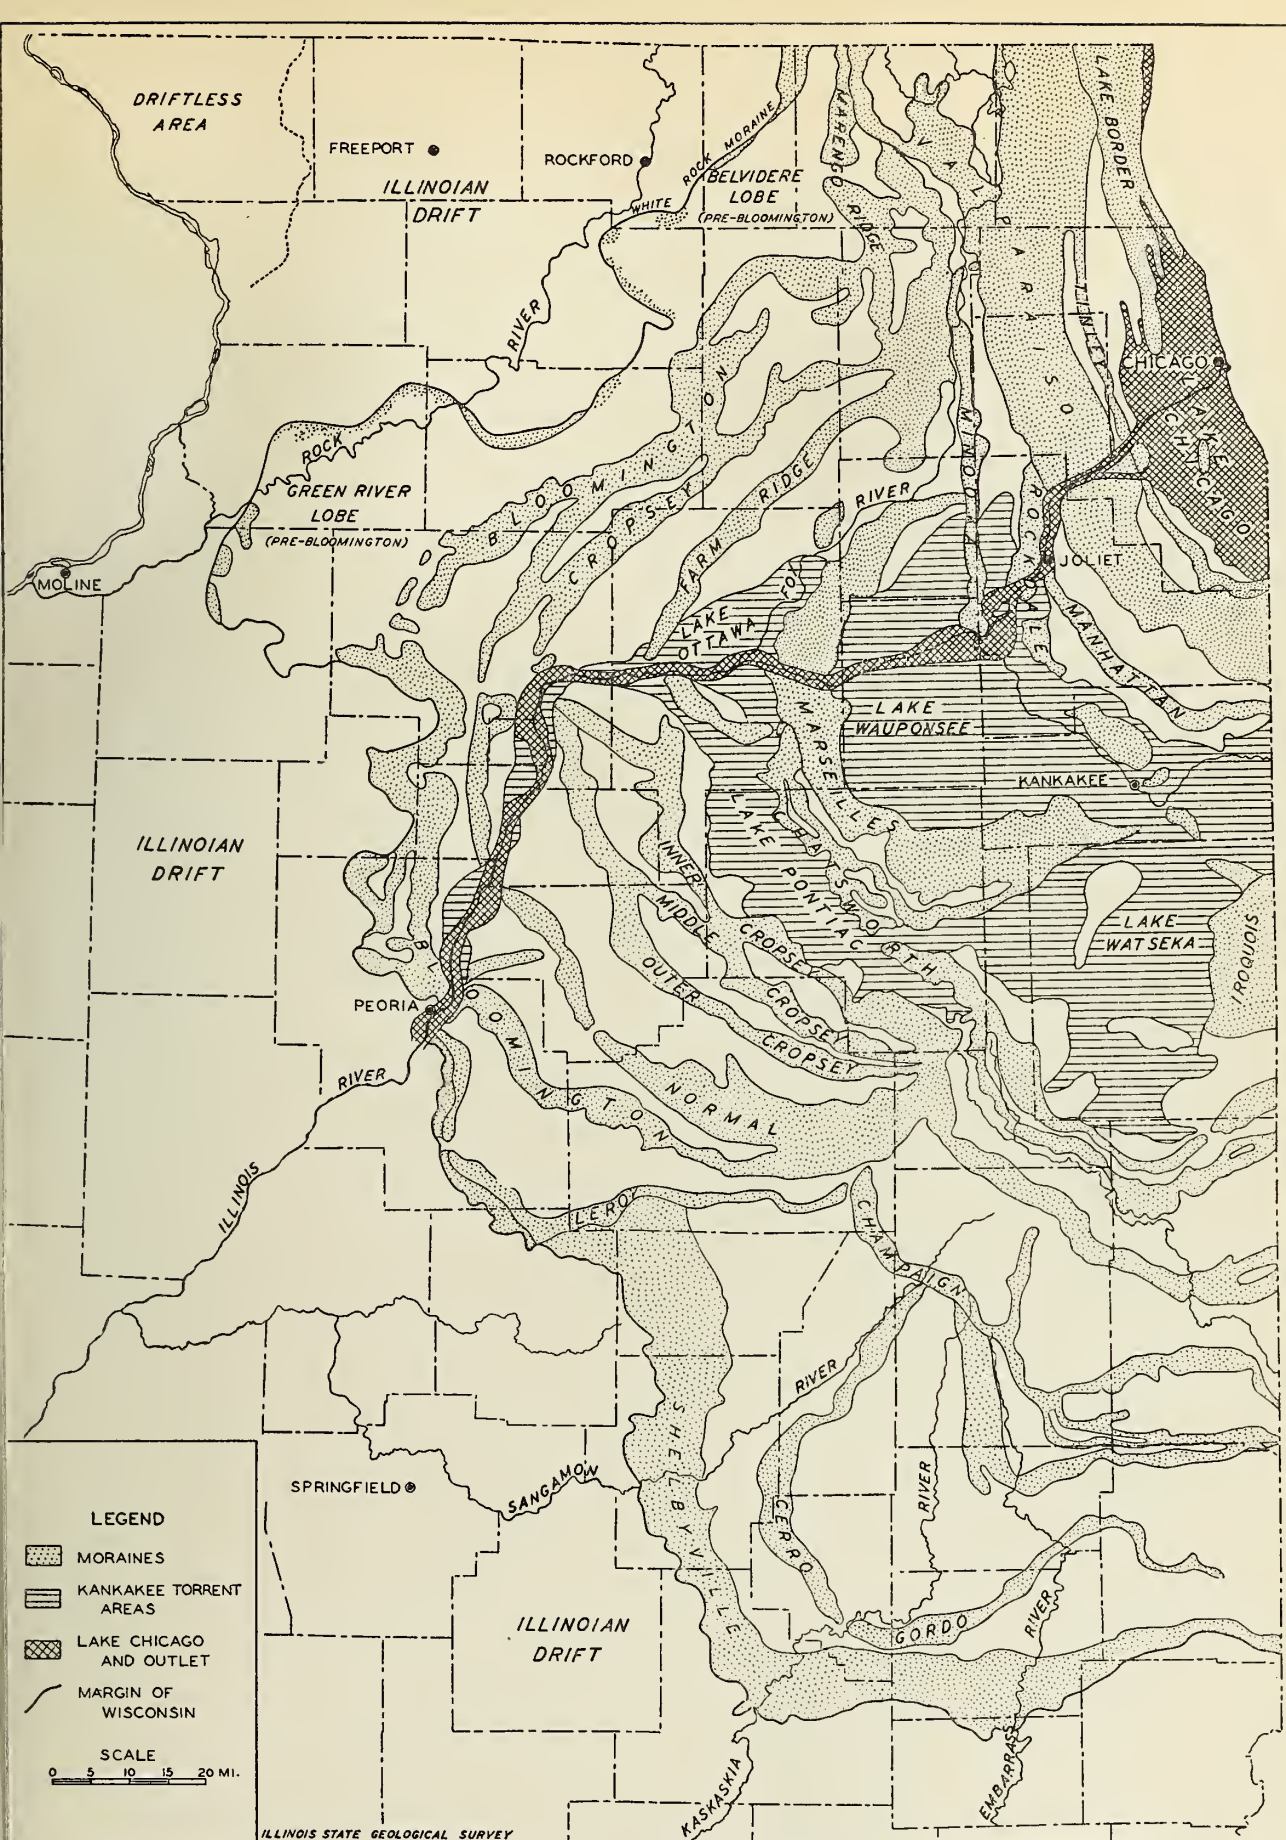 DRIFTLESS
AREA
FREEPORT
ILLINOIAN
DRIFT
ROCKFORD
WHITE ROCK MORAINE
BELVIDERE
LOBE
(PRE-BLOOMINGTON)
MARENGO RIDGE
VALPARAISO
LAKE BORDER
TINLEY
CHICAGO
LAKE
CHICAGO
ROCK
RIVER
GREEN RIVER
LOBE
(PRE-BLOOMINGTON)
MOLINE
BLOOMINGTON
CROPSEY
FARM RIDGE
FOX
RIVER
MINOOKA
ROCKDALE
JOLIET
MANHATTAN
LAKE
OTTAWA
LAKE
WAUPONSEE
MARSEILLES
KANKAKEE
CHATSWORTH
LAKE PONTIAC
LAKE
WATSEKA
IROQUOIS
ILLINOIAN
DRIFT
INNER
CROPSEY
MIDDLE
CROPSEY
OUTER
CROPSEY
PEORIA
BLOOMINGTON
NORMAL
ILLINOIS
RIVER
LEROY
CHAMPAIGN
SHELBYVILLE
SANGAMON
RIVER
SPRINGFIELD
CERRO
GORDO
RIVER
ILLINOIAN
DRIFT
KASKASKIA
RIVER
EMBARRASS
LEGEND
MORAINES
KANKAKEE TORRENT
AREAS
LAKE CHICAGO
AND OUTLET
MARGIN OF
WISCONSIN
SCALE
0 5 10 15 20 MI.
ILLINOIS STATE GEOLOGICAL SURVEY